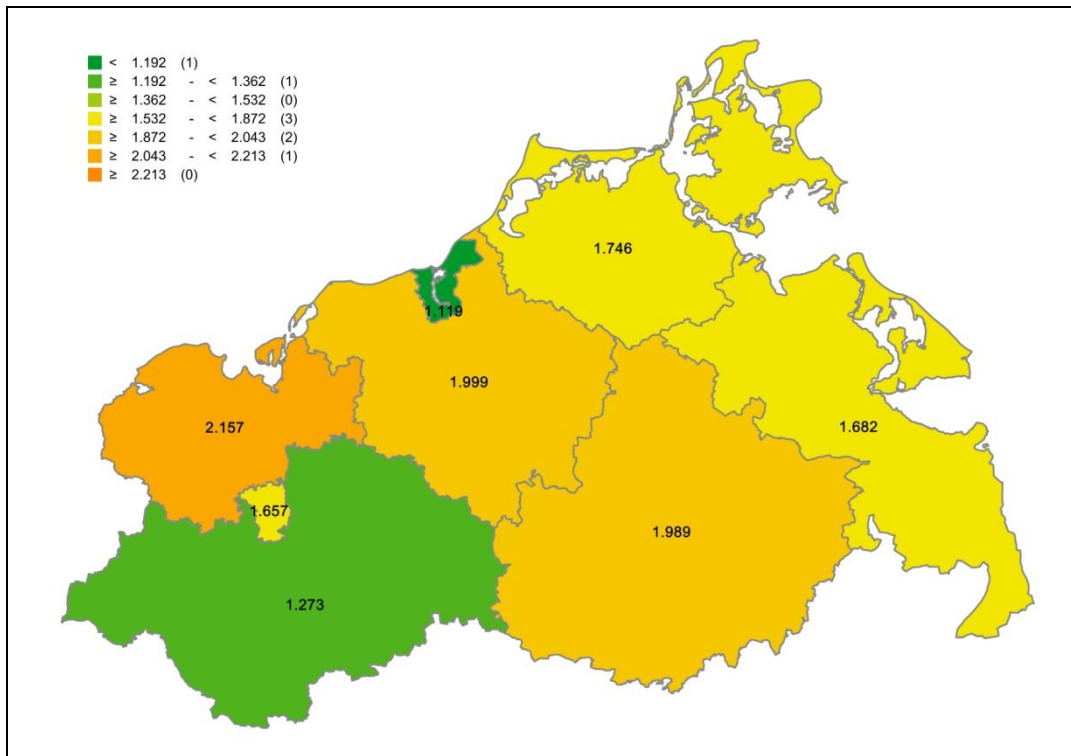 < 1.192 (1)
≥ 1.192 - < 1.362 (1)
≥ 1.362 - < 1.532 (0)
≥ 1.532 - < 1.872 (3)
≥ 1.872 - < 2.043 (2)
≥ 2.043 - < 2.213 (1)
≥ 2.213 (0)
1.746
1.119
1.999
2.157
1.682
1.657
1.989
1.273